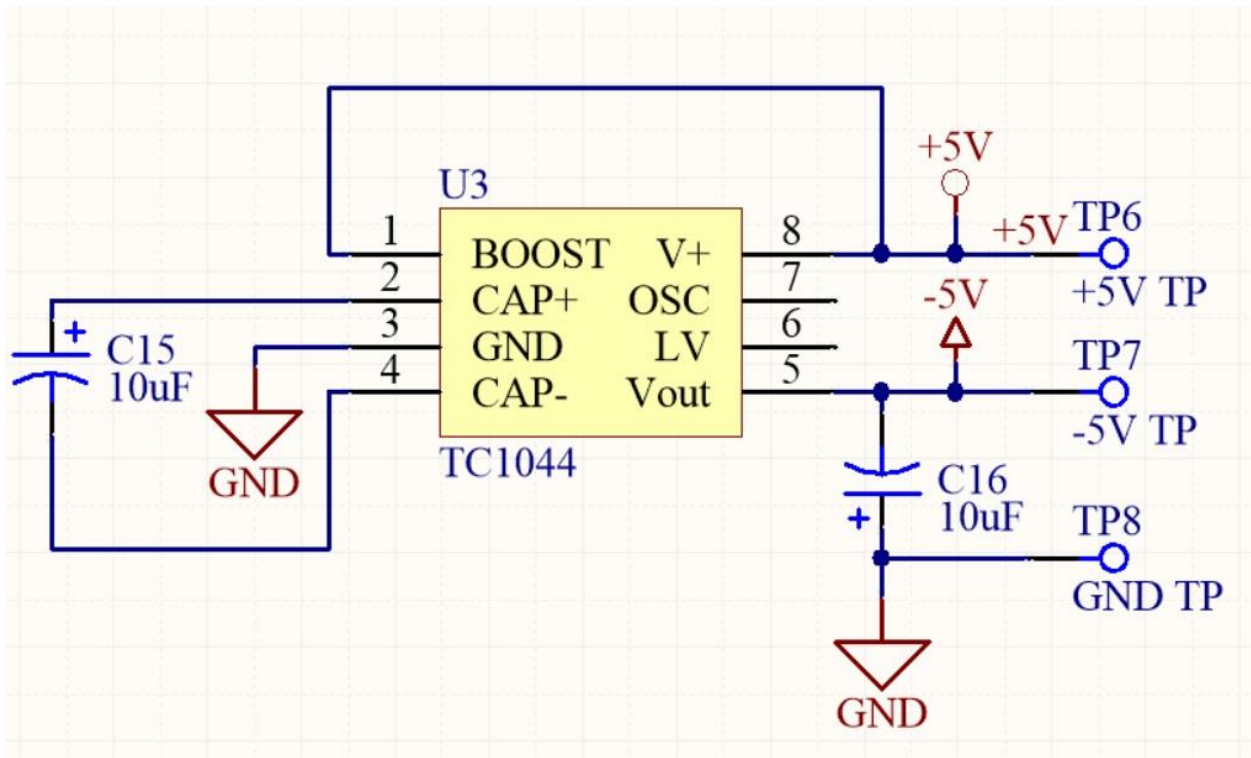 +5V
U3
+5V
TP6
1
BOOST
V+
8
+5V TP
2
CAP+
OSC
7
-5V
+
C15
10uF
3
GND
LV
6
TP7
4
CAP-
Vout
5
-5V TP
GND
TC1044
C16
10uF
+
TP8
GND TP
GND